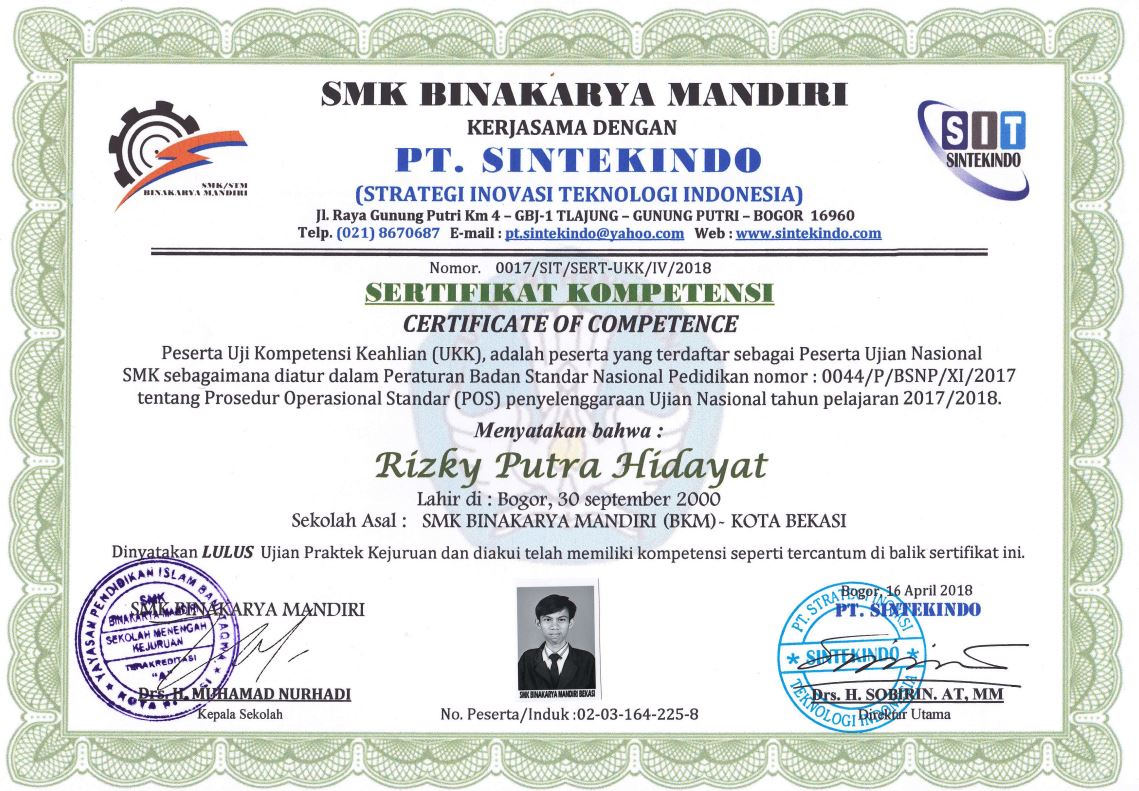 SMK BINAKARYA MANDIRI
KERJASAMA DENGAN
PT. SINTEKINDO
(STRATEGI INOVASI TEKNOLOGI INDONESIA)
Jl. Raya Gunung Putri Km 4 – GBJ-1 TLAJUNG – GUNUNG PUTRI – BOGOR 16960
Telp. (021) 8670687 E-mail : pt.sintekindo@yahoo.com Web : www.sintekindo.com
SMK/STM
BINAKARYA MANDIRI
SIT
SINTEKINDO
Nomor. 0017/SIT/SERT-UKK/IV/2018
SERTIFIKAT KOMPETENSI
CERTIFICATE OF COMPETENCE
Peserta Uji Kompetensi Keahlian (UKK), adalah peserta yang terdaftar sebagai Peserta Ujian Nasional
SMK sebagaimana diatur dalam Peraturan Badan Standar Nasional Pedidikan nomor : 0044/P/BSNP/XI/2017
tentang Prosedur Operasional Standar (POS) penyelenggaraan Ujian Nasional tahun pelajaran 2017/2018.
Menyatakan bahwa :
Rizky Putra Hidayat
Lahir di : Bogor, 30 september 2000
Sekolah Asal : SMK BINAKARYA MANDIRI (BKM)- KOTA BEKASI
Dinyatakan LULUS Ujian Praktek Kejuruan dan diakui telah memiliki kompetensi seperti tercantum di balik sertifikat ini.
SMK BINAKARYA MANDIRI
YAYASAN PENDIDIKAN ISLAM
SMK
BINAKARYA MANDIRI
SEKOLAH MENENGAH
KEJURUAN
TERAKREDITASI
"A"
KOTA
Drs. H. MUHAMAD NURHADI
Kepala Sekolah
SMK BINAKARYA MANDIRI BEKASI
No. Peserta/Induk :02-03-164-225-8
Bogor, 16 April 2018
PT. SINTEKINDO
PT. STRATEGI INOVASI
* SINTEKINDO *
TEKNOLOGI INDONESIA
Drs. H. SOBIRIN. AT, MM
Direktur Utama